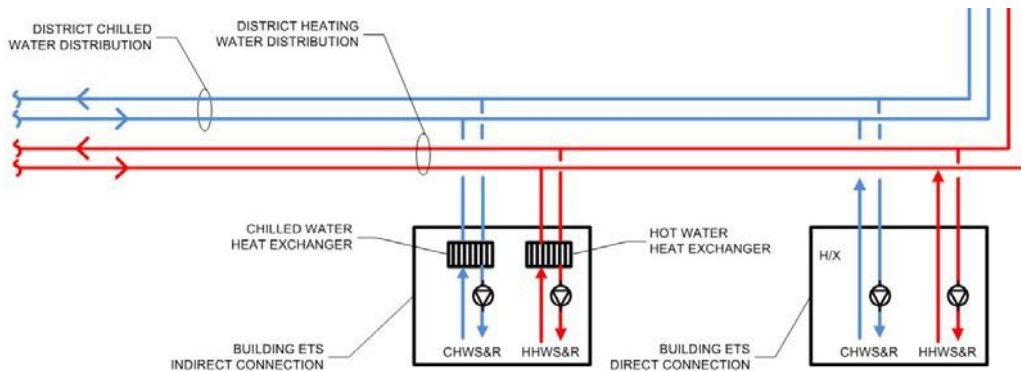 DISTRICT CHILLED
WATER DISTRIBUTION
DISTRICT HEATING
WATER DISTRIBUTION
CHILLED WATER
HEAT EXCHANGER
HOT WATER
HEAT EXCHANGER
H/X
CHWS&R
HHWS&R
CHWS&R
HHWS&R
BUILDING ETS
INDIRECT CONNECTION
BUILDING ETS
DIRECT CONNECTION